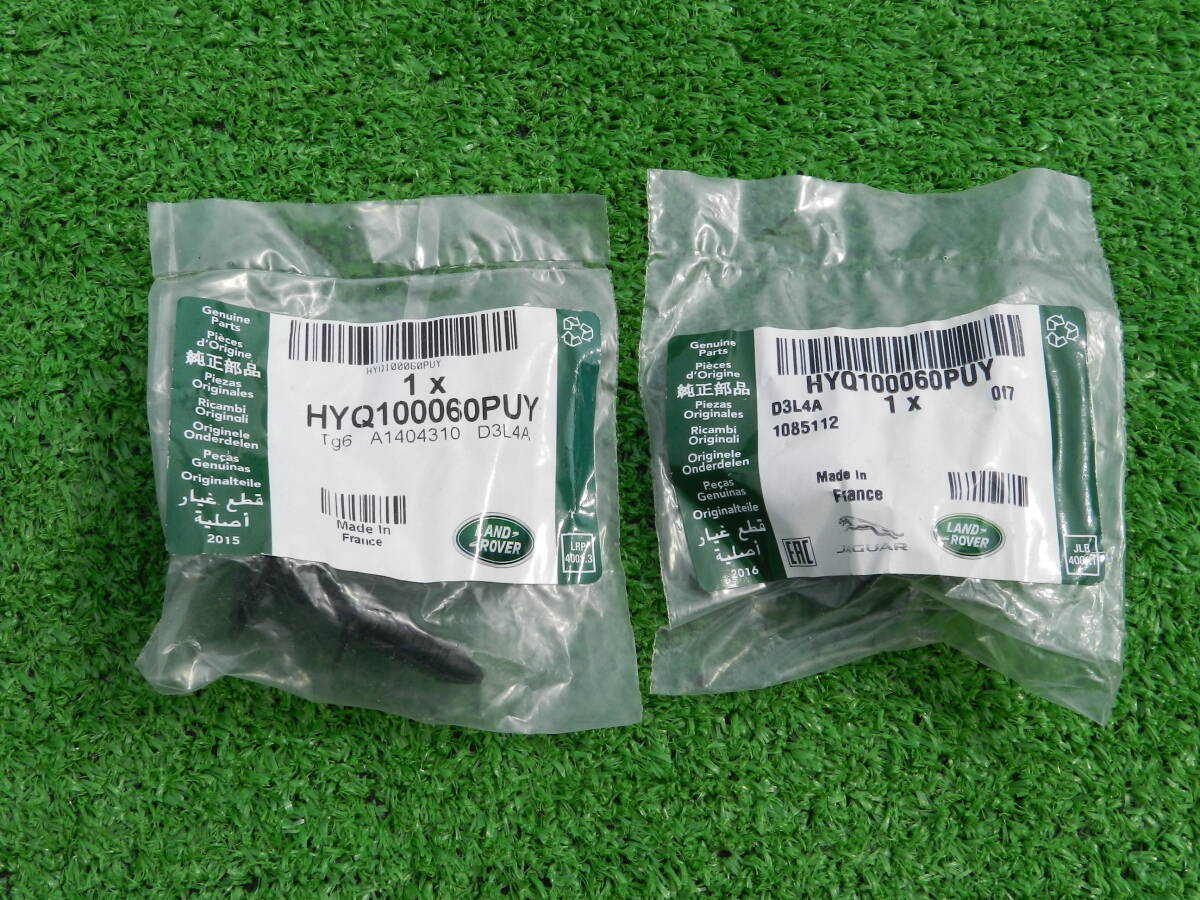 Genuine
Parts
Pièces
d'Origine
純正部品
Piezas
Originales
Ricambi
Originali
Originele
Onderdelen
Peças
Genuinas
Originalteile
قطع غيار
أصلية
2015
HYQ100060PUY
1 x
HYQ100060PUY
Tg6 A1404310 D3L4A
Made In
France
LAND-
ROVER
LRP
Genuine
Parts
Pièces
d'Origine
純正部品
Piezas
Originales
Ricambi
Originali
Originele
Onderdelen
Peças
Genuinas
Originalteile
قطع غيار
أصلية
2016
HYQ100060PUY
D3L4A 1 x 0f7
1085112
Made In
France
EAC
JAGUAR
LAND-
ROVER
JLR